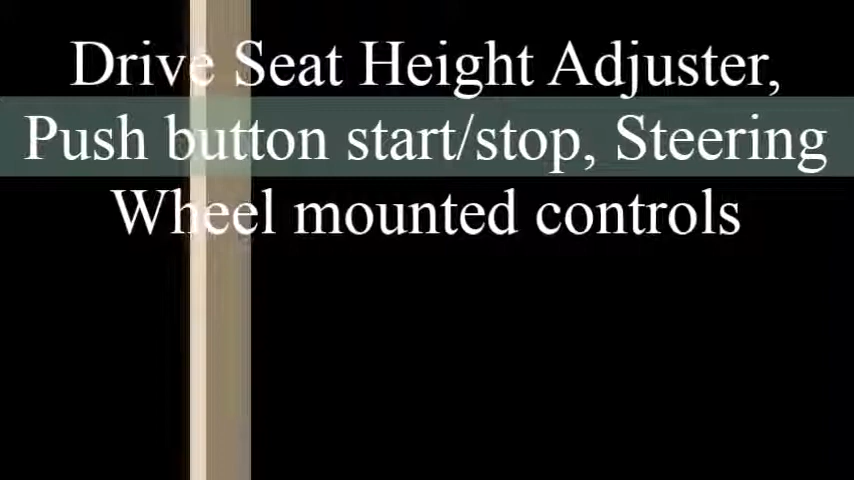 Drive Seat Height Adjuster,
Push button start/stop, Steering
Wheel mounted controls